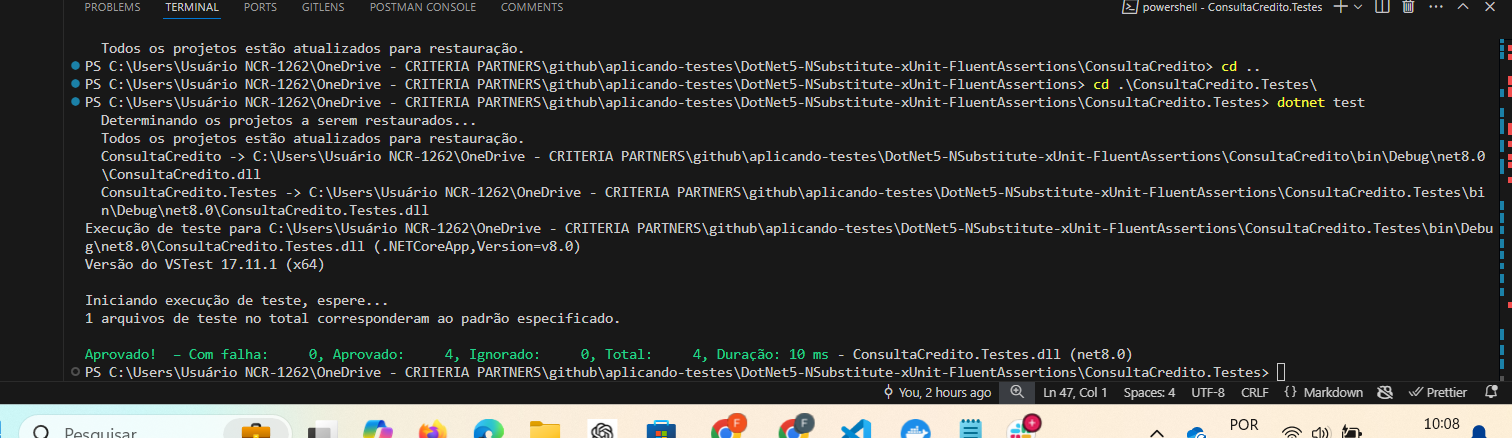 PROBLEMS TERMINAL PORTS GITLENS POSTMAN CONSOLE COMMENTS powershell - ConsultaCredito.Testes
Todos os projetos estão atualizados para restauração.
PS C:\Users\Usuário NCR-1262\OneDrive - CRITERIA PARTNERS\github\aplicando-testes\DotNet5-NSubstitute-xUnit-FluentAssertions\ConsultaCredito> cd ..
PS C:\Users\Usuário NCR-1262\OneDrive - CRITERIA PARTNERS\github\aplicando-testes\DotNet5-NSubstitute-xUnit-FluentAssertions> cd .\ConsultaCredito.Testes\
PS C:\Users\Usuário NCR-1262\OneDrive - CRITERIA PARTNERS\github\aplicando-testes\DotNet5-NSubstitute-xUnit-FluentAssertions\ConsultaCredito.Testes> dotnet test
Determinando os projetos a serem restaurados...
Todos os projetos estão atualizados para restauração.
ConsultaCredito -> C:\Users\Usuário NCR-1262\OneDrive - CRITERIA PARTNERS\github\aplicando-testes\DotNet5-NSubstitute-xUnit-FluentAssertions\ConsultaCredito\bin\Debug\net8.0
\ConsultaCredito.dll
ConsultaCredito.Testes -> C:\Users\Usuário NCR-1262\OneDrive - CRITERIA PARTNERS\github\aplicando-testes\DotNet5-NSubstitute-xUnit-FluentAssertions\ConsultaCredito.Testes\bi
n\Debug\net8.0\ConsultaCredito.Testes.dll
Execução de teste para C:\Users\Usuário NCR-1262\OneDrive - CRITERIA PARTNERS\github\aplicando-testes\DotNet5-NSubstitute-xUnit-FluentAssertions\ConsultaCredito.Testes\bin\Debu
g\net8.0\ConsultaCredito.Testes.dll (.NETCoreApp,Version=v8.0)
Versão do VSTest 17.11.1 (x64)
Iniciando execução de teste, espere...
1 arquivos de teste no total corresponderam ao padrão especificado.
Aprovado!  – Com falha:     0, Aprovado:     4, Ignorado:     0, Total:     4, Duração: 10 ms - ConsultaCredito.Testes.dll (net8.0)
PS C:\Users\Usuário NCR-1262\OneDrive - CRITERIA PARTNERS\github\aplicando-testes\DotNet5-NSubstitute-xUnit-FluentAssertions\ConsultaCredito.Testes>
You, 2 hours ago Ln 47, Col 1 Spaces: 4 UTF-8 CRLF {} Markdown Prettier
Pesquisar F F POR 10:08